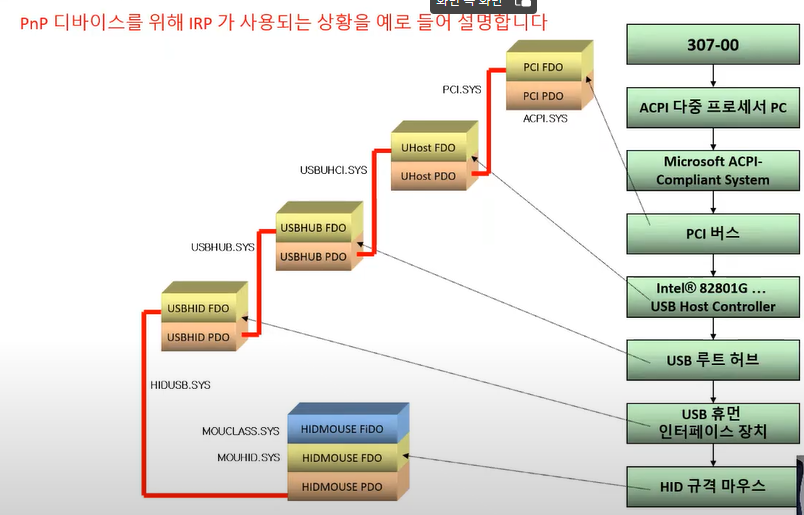 PnP 디바이스를 위해 IRP 가 사용되는 상황을 예로 들어 설명합니다
PCI FDO
PCI PDO
PCI.SYS
ACPI.SYS
UHost FDO
UHost PDO
USBUHCI.SYS
USBHUB FDO
USBHUB PDO
USBHUB.SYS
USBHID FDO
USBHID PDO
HIDUSB.SYS
MOUCLASS.SYS
MOUHID.SYS
HIDMOUSE FiDO
HIDMOUSE FDO
HIDMOUSE PDO
307-00
ACPI 다중 프로세서 PC
Microsoft ACPI-
Compliant System
PCI 버스
Intel® 82801G ...
USB Host Controller
USB 루트 허브
USB 휴먼
인터페이스 장치
HID 규격 마우스